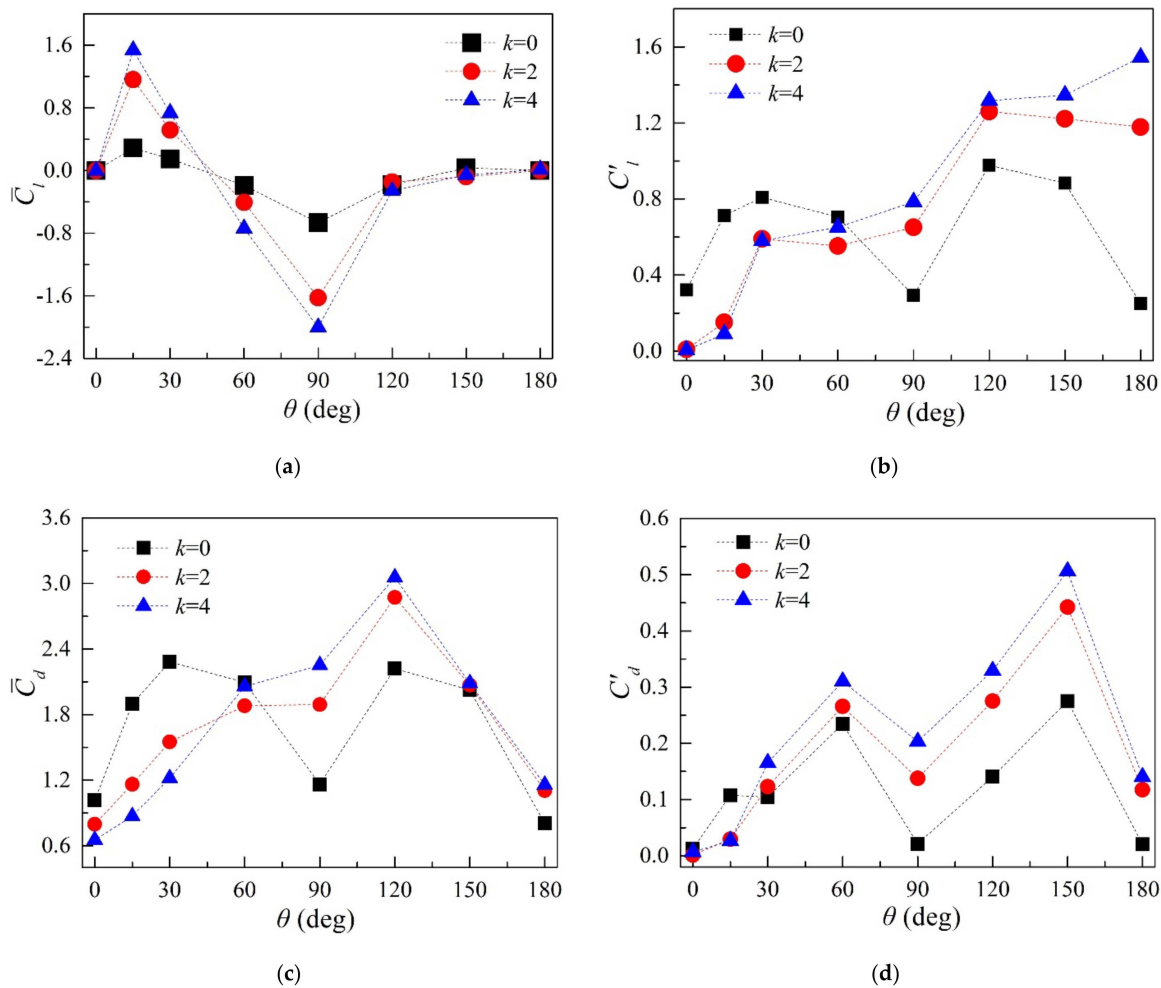 1.6
0.8
0.0
-0.8
-1.6
-2.4
C̅l
k=0
k=2
k=4
0 30 60 90 120 150 180
θ (deg)
(a)
1.6
1.2
0.8
0.4
0.0
C'l
k=0
k=2
k=4
0 30 60 90 120 150 180
θ (deg)
(b)
3.6
3.0
2.4
1.8
1.2
0.6
C̅d
k=0
k=2
k=4
0 30 60 90 120 150 180
θ (deg)
(c)
0.6
0.5
0.4
0.3
0.2
0.1
0.0
C'd
k=0
k=2
k=4
0 30 60 90 120 150 180
θ (deg)
(d)